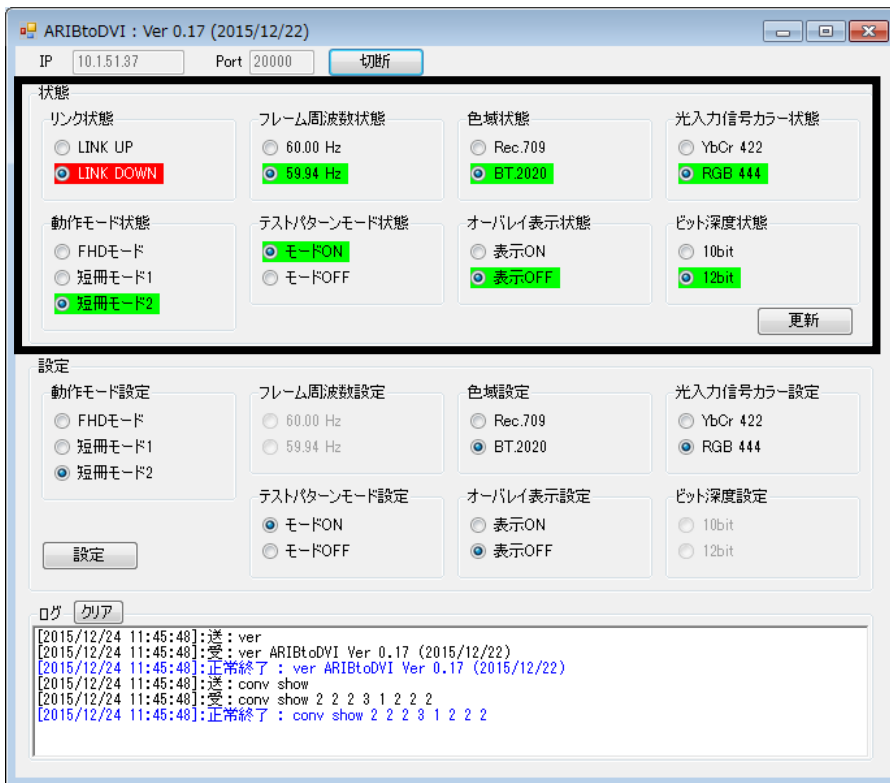 ARIBtoDVI : Ver 0.17 (2015/12/22)
IP 10.1.51.37 Port 20000 切断
状態
リンク状態 フレーム周波数状態 色域状態 光入力信号カラー状態
LINK UP 60.00 Hz Rec.709 YbCr 422
LINK DOWN 59.94 Hz BT.2020 RGB 444
動作モード状態 テストパターンモード状態 オーバレイ表示状態 ビット深度状態
FHDモード モードON 表示ON 10bit
短冊モード1 モードOFF 表示OFF 12bit
短冊モード2
更新
設定
動作モード設定 フレーム周波数設定 色域設定 光入力信号カラー設定
FHDモード 60.00 Hz Rec.709 YbCr 422
短冊モード1 59.94 Hz BT.2020 RGB 444
短冊モード2
テストパターンモード設定 オーバレイ表示設定 ビット深度設定
モードON 表示ON 10bit
設定 モードOFF 表示OFF 12bit
ログ クリア
[2015/12/24 11:45:48]:送 : ver
[2015/12/24 11:45:48]:受 : ver ARIBtoDVI Ver 0.17 (2015/12/22)
[2015/12/24 11:45:48]:正常終了 : ver ARIBtoDVI Ver 0.17 (2015/12/22)
[2015/12/24 11:45:48]:送 : conv show
[2015/12/24 11:45:48]:受 : conv show 2 2 2 3 1 2 2 2
[2015/12/24 11:45:48]:正常終了 : conv show 2 2 2 3 1 2 2 2